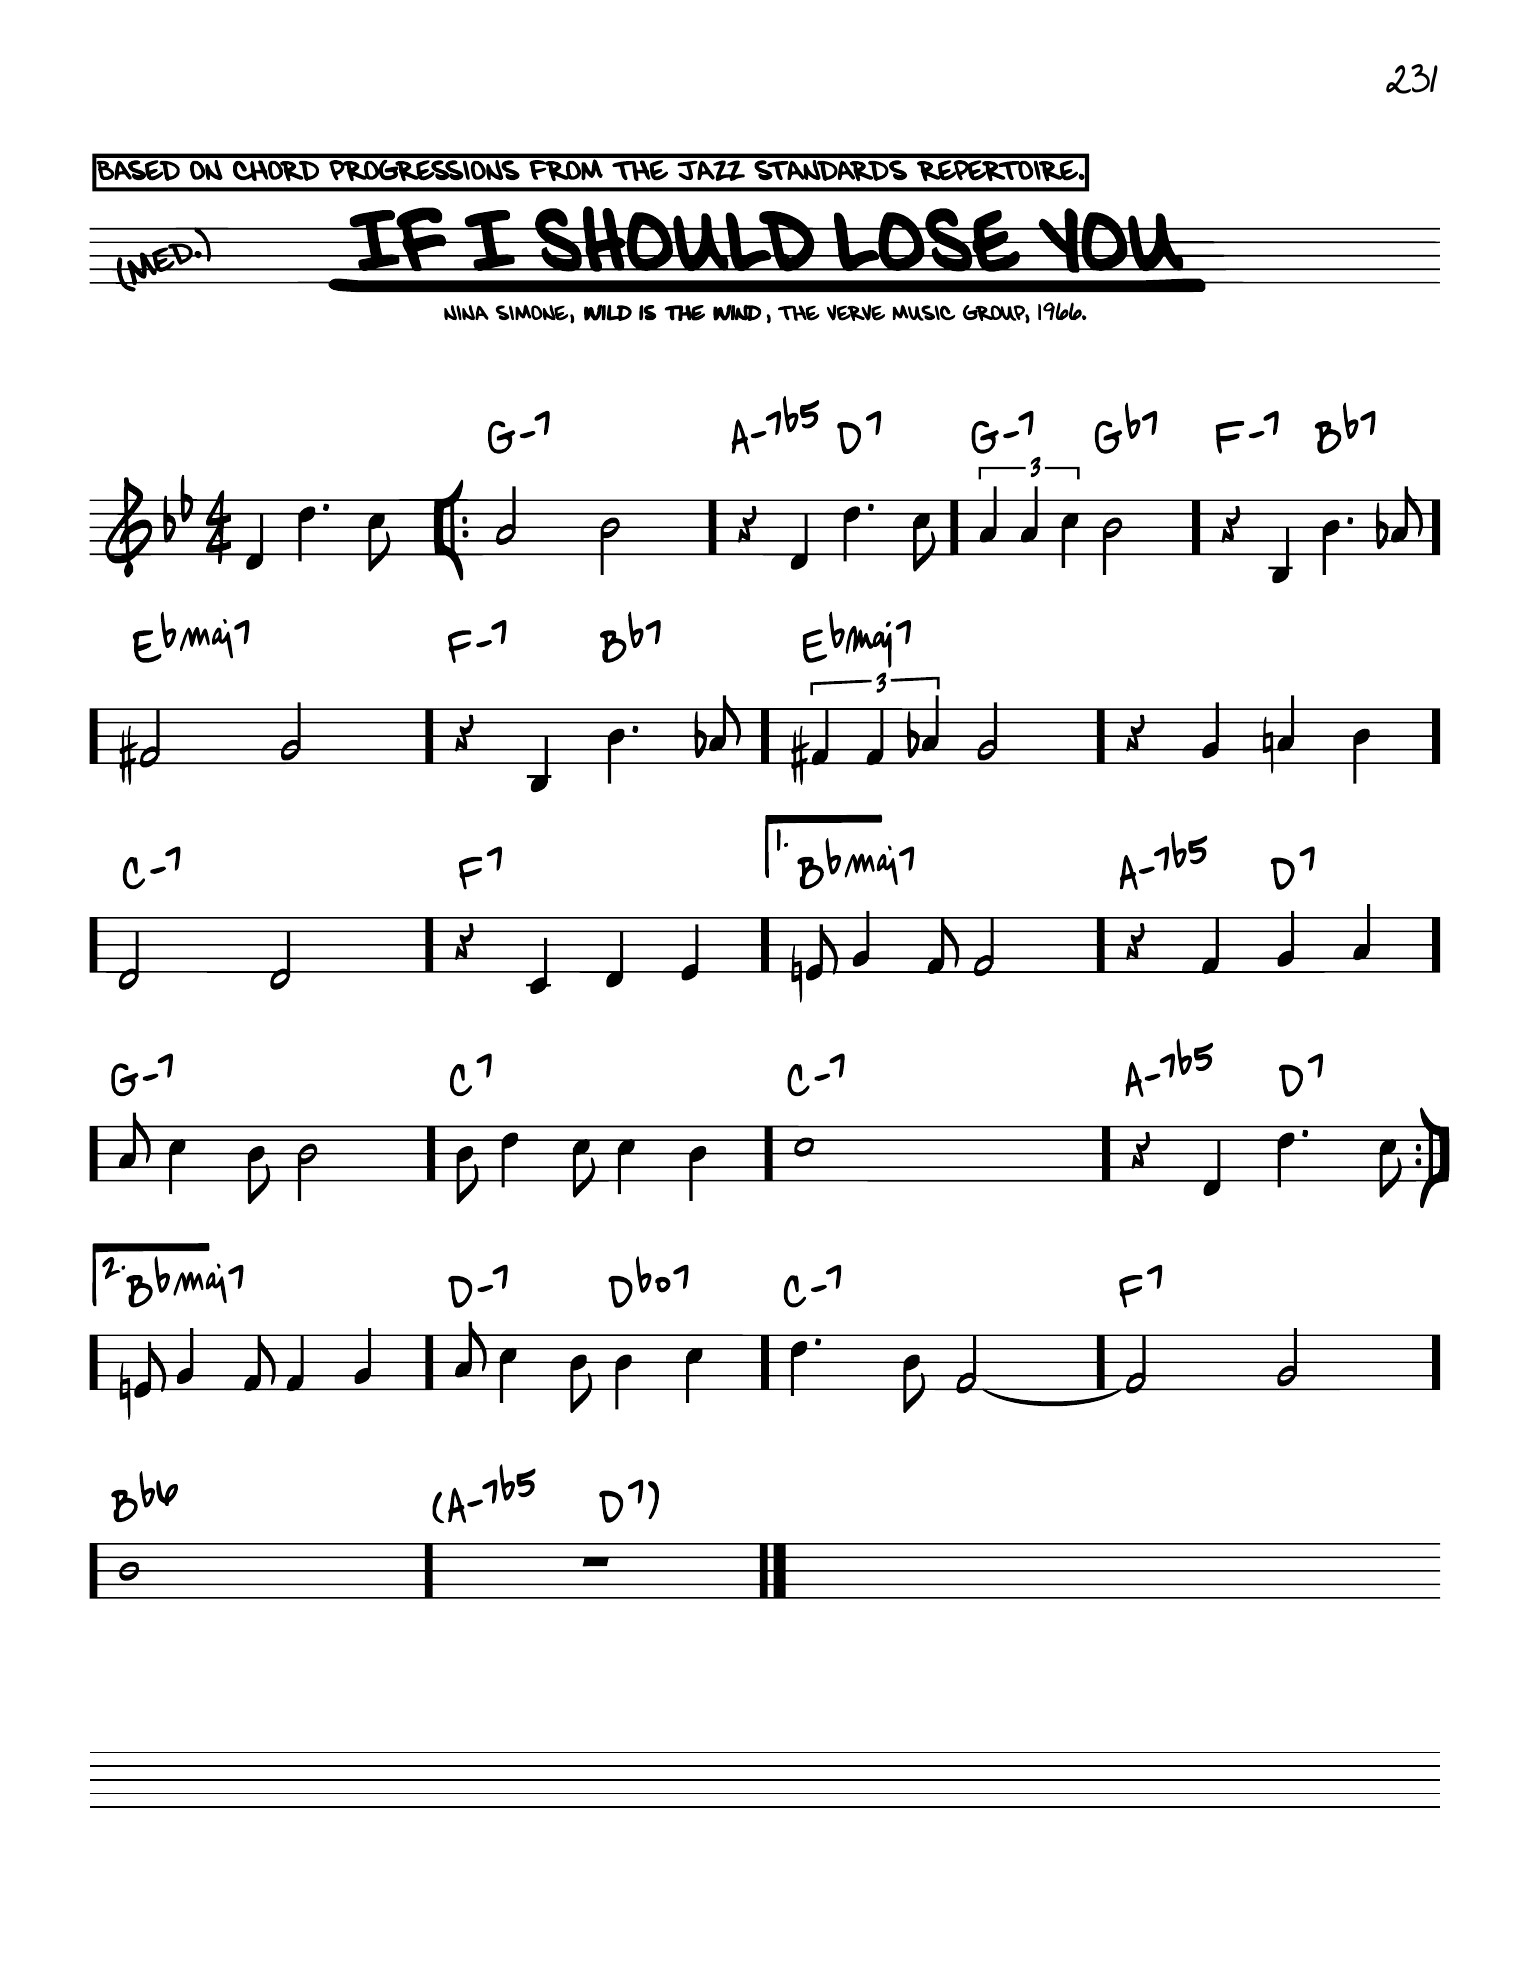 231
BASED ON CHORD PROGRESSIONS FROM THE JAZZ STANDARDS REPERTOIRE.
(MED.) IF I SHOULD LOSE YOU
NINA SIMONE, WILD IS THE WIND, THE VERVE MUSIC GROUP, 1966.
G-7 A-7b5 D7 G-7 Gb7 F-7 Bb7
3
4 4
Ebmaj7 F-7 Bb7 Ebmaj7
3
C-7 F7 1. Bbmaj7 A-7b5 D7
G-7 C7 C-7 A-7b5 D7
2. Bbmaj7 D-7 Dbo7 C-7 F7
Bb6 (A-7b5 D7)